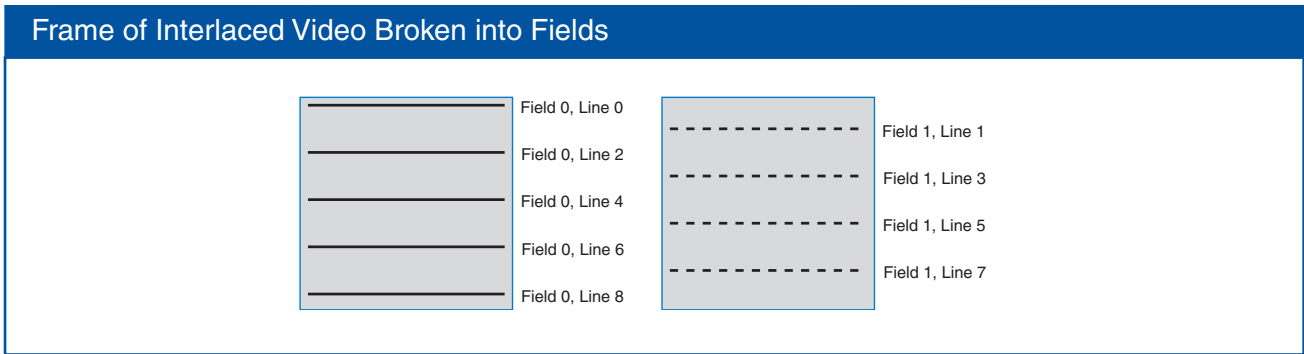 Frame of Interlaced Video Broken into Fields
Field 0, Line 0
Field 0, Line 2
Field 0, Line 4
Field 0, Line 6
Field 0, Line 8
Field 1, Line 1
Field 1, Line 3
Field 1, Line 5
Field 1, Line 7